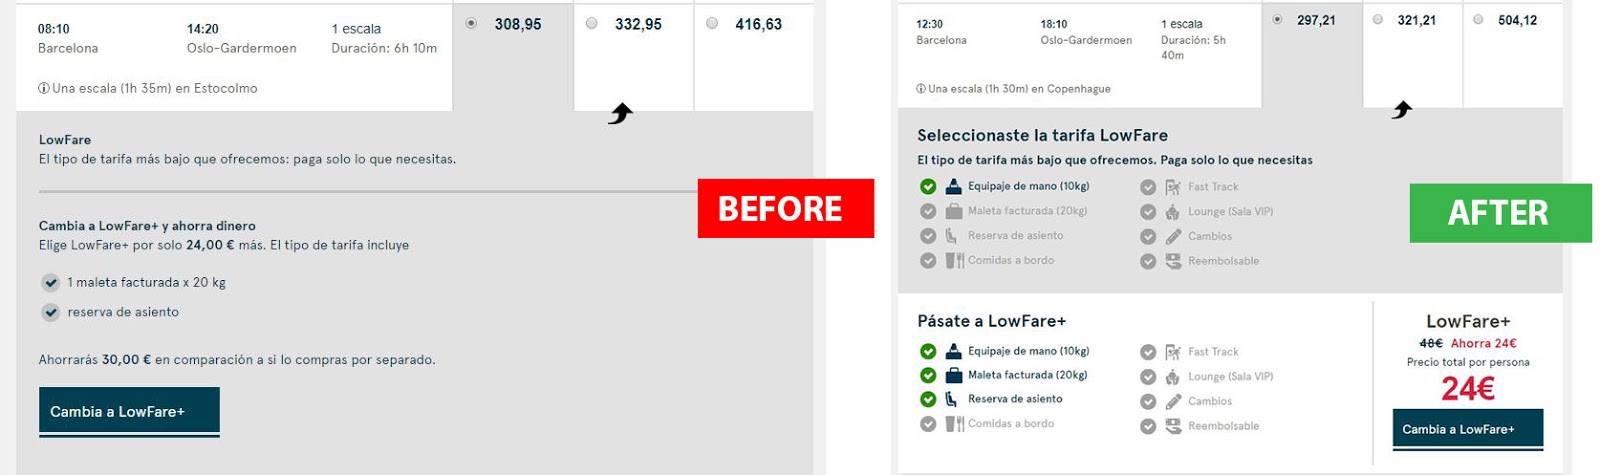 08:10 14:20 1 escala 308,95 332,95 416,63
Barcelona Oslo-Gardermoen Duración: 6h 10m
Una escala (1h 35m) en Estocolmo
LowFare
El tipo de tarifa más bajo que ofrecemos: paga solo lo que necesitas.
BEFORE
Cambia a LowFare+ y ahorra dinero
Elige LowFare+ por solo 24,00 € más. El tipo de tarifa incluye
1 maleta facturada x 20 kg
reserva de asiento
Ahorrarás 30,00 € en comparación a si lo compras por separado.
Cambia a LowFare+
12:30 18:10 1 escala 297,21 321,21 504,12
Barcelona Oslo-Gardermoen Duración: 5h
40m
Una escala (1h 30m) en Copenhague
Seleccionaste la tarifa LowFare
El tipo de tarifa más bajo que ofrecemos. Paga solo lo que necesitas
Equipaje de mano (10kg) Fast Track
Maleta facturada (20kg) Lounge (Sala VIP)
Reserva de asiento Cambios
Comidas a bordo Reembolsable
AFTER
Pásate a LowFare+
Equipaje de mano (10kg) Fast Track
Maleta facturada (20kg) Lounge (Sala VIP)
Reserva de asiento Cambios
Comidas a bordo Reembolsable
LowFare+
48€ Ahorra 24€
Precio total por persona
24€
Cambia a LowFare+